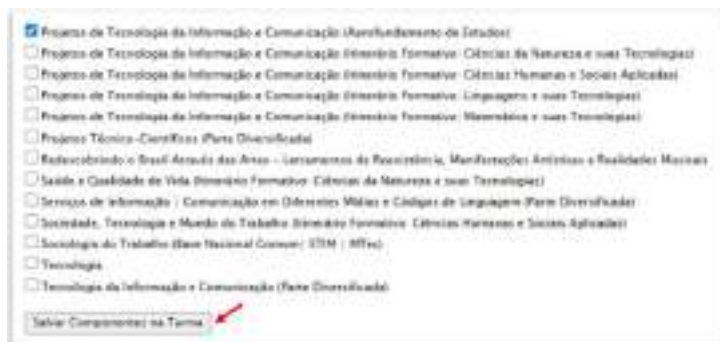 Projetos de Tecnologia da Informação e Comunicação (Aprofundamento de Estudos)
Projetos de Tecnologia da Informação e Comunicação (Itinerário Formativo: Ciências da Natureza e suas Tecnologias)
Projetos de Tecnologia da Informação e Comunicação (Itinerário Formativo: Ciências Humanas e Sociais Aplicadas)
Projetos de Tecnologia da Informação e Comunicação (Itinerário Formativo: Linguagens e suas Tecnologias)
Projetos de Tecnologia da Informação e Comunicação (Itinerário Formativo: Matemática e suas Tecnologias)
Projetos Técnico-Científicos (Parte Diversificada)
Redescobrindo o Brasil Através das Artes - de Resistência, Manifestações Artísticas e Realidades Musicais
Saúde e Qualidade de Vida (Itinerário Formativo: Ciências da Natureza e suas Tecnologias)
Serviços de Informação | Comunicação em Diferentes Mídias e Códigos de Linguagem (Parte Diversificada)
Sociedade, Tecnologia e Mundo do Trabalho (Itinerário Formativo: Ciências Humanas e Sociais Aplicadas)
Sociologia do Trabalho (Base Nacional Comum| |
Tecnologia
Tecnologia da Informação e Comunicação (Parte Diversificada)
Salvar Componentes na Turma